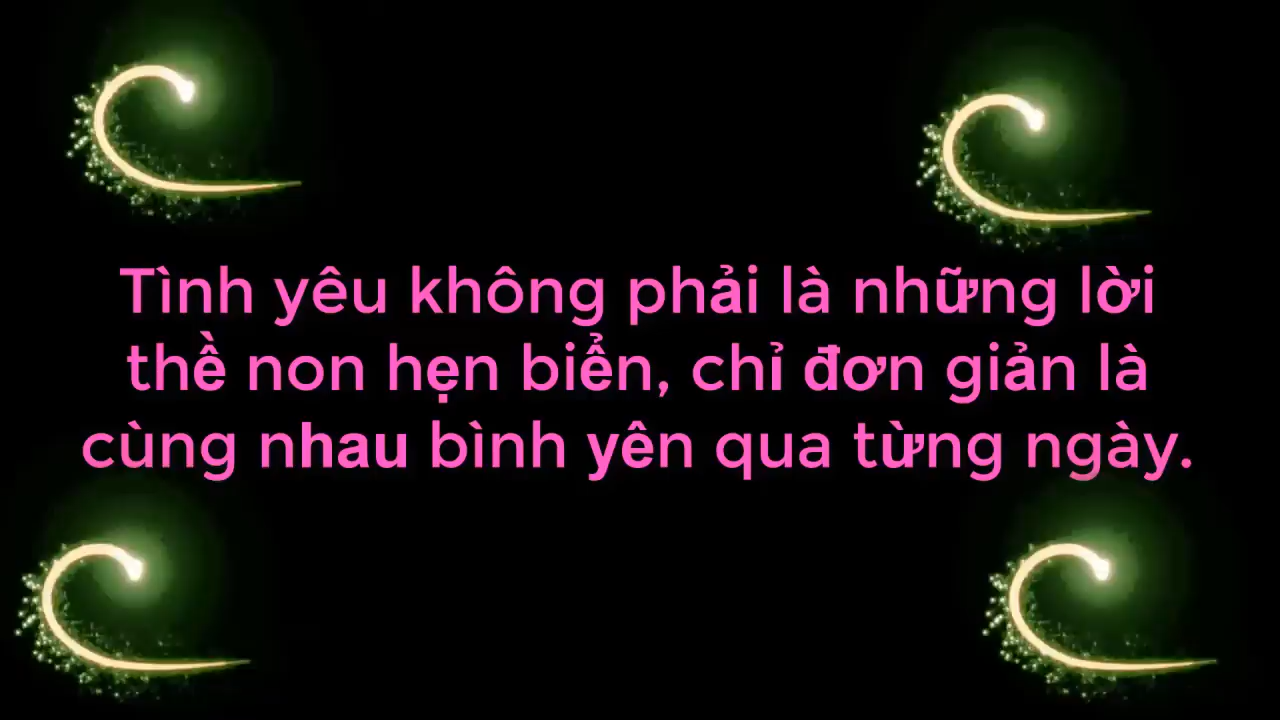 Tình yêu không phải là những lời
thề non hẹn biển, chỉ đơn giản là
cùng nhau bình yên qua từng ngày.